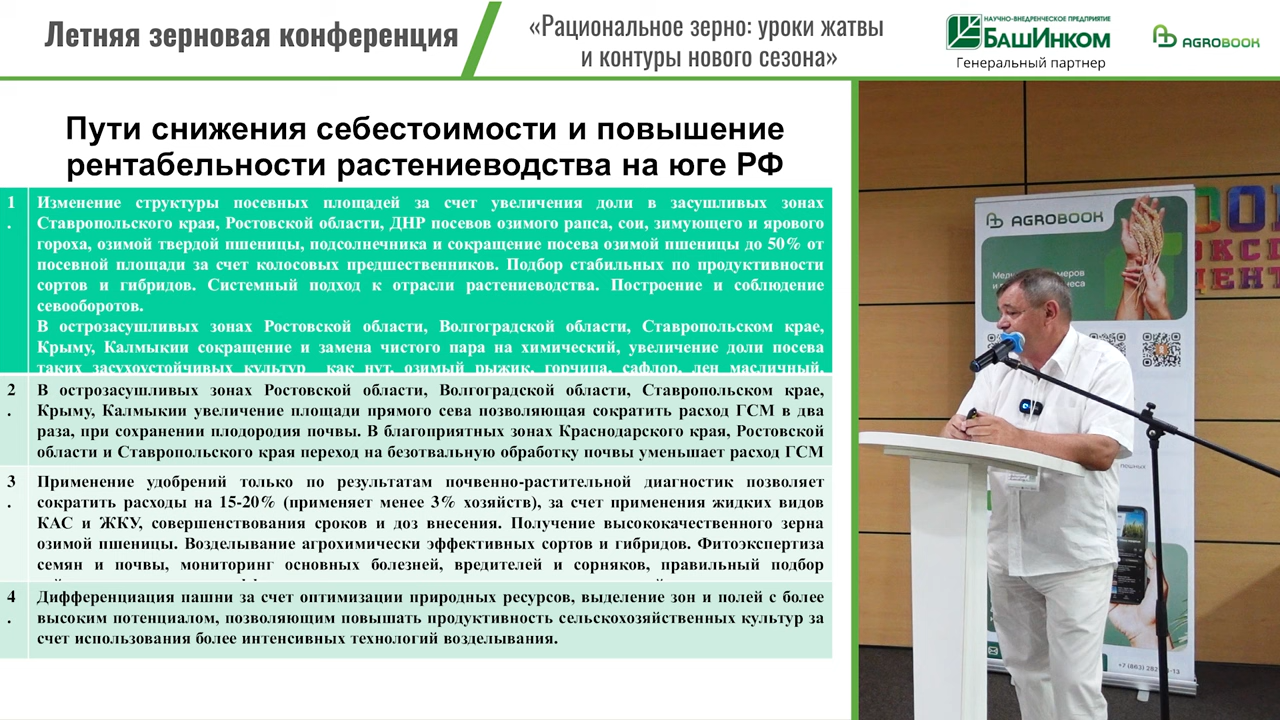 Летняя зерновая конференция
«Рациональное зерно: уроки жатвы
и контуры нового сезона»
НАУЧНО-ВНЕДРЕНЧЕСКОЕ ПРЕДПРИЯТИЕ
БАШИНКОМ
Генеральный партнер
AGROBOOK
Пути снижения себестоимости и повышение
рентабельности растениеводства на юге РФ
1
.
Изменение структуры посевных площадей за счет увеличения доли в засушливых зонах
Ставропольского края, Ростовской области, ДНР посевов озимого рапса, сои, зимующего и ярового
гороха, озимой твердой пшеницы, подсолнечника и сокращение посева озимой пшеницы до 50% от
посевной площади за счет колосовых предшественников. Подбор стабильных по продуктивности
сортов и гибридов. Системный подход к отрасли растениеводства. Построение и соблюдение
севооборотов.
В острозасушливых зонах Ростовской области, Волгоградской области, Ставропольском крае,
Крыму, Калмыкии сокращение и замена чистого пара на химический, увеличение доли посева
таких засухоустойчивых культур как нут, озимый рыжик, горчица, сафлор, лен масличный,
2
.
В острозасушливых зонах Ростовской области, Волгоградской области, Ставропольском крае,
Крыму, Калмыкии увеличение площади прямого сева позволяющая сократить расход ГСМ в два
раза, при сохранении плодородия почвы. В благоприятных зонах Краснодарского края, Ростовской
области и Ставропольского края переход на безотвальную обработку почвы уменьшает расход ГСМ
3
.
Применение удобрений только по результатам почвенно-растительной диагностик позволяет
сократить расходы на 15-20% (применяет менее 3% хозяйств), за счет применения жидких видов
КАС и ЖКУ, совершенствования сроков и доз внесения. Получение высококачественного зерна
озимой пшеницы. Возделывание агрохимически эффективных сортов и гибридов. Фитоэкспертиза
семян и почвы, мониторинг основных болезней, вредителей и сорняков, правильный подбор
4
.
Дифференциация пашни за счет оптимизации природных ресурсов, выделение зон и полей с более
высоким потенциалом, позволяющим повышать продуктивность сельскохозяйственных культур за
счет использования более интенсивных технологий возделывания.
AGROBOOK